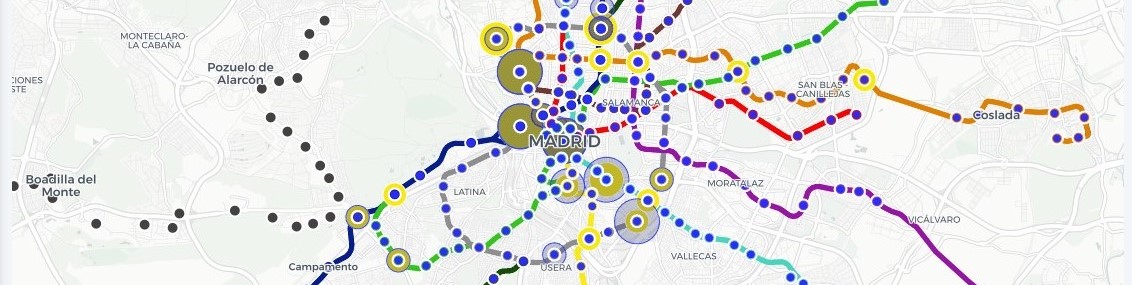 MONTECLARO-
LA CABAÑA
CIONES
STE
Pozuelo de
Alarcón
SAN BLAS
CANILLEJAS
SALAMANCA
Coslada
MADRID
Boadilla del
Monte
LATINA
MORATALAZ
VICÁLVARO
VALLECAS
Campamento
USERA